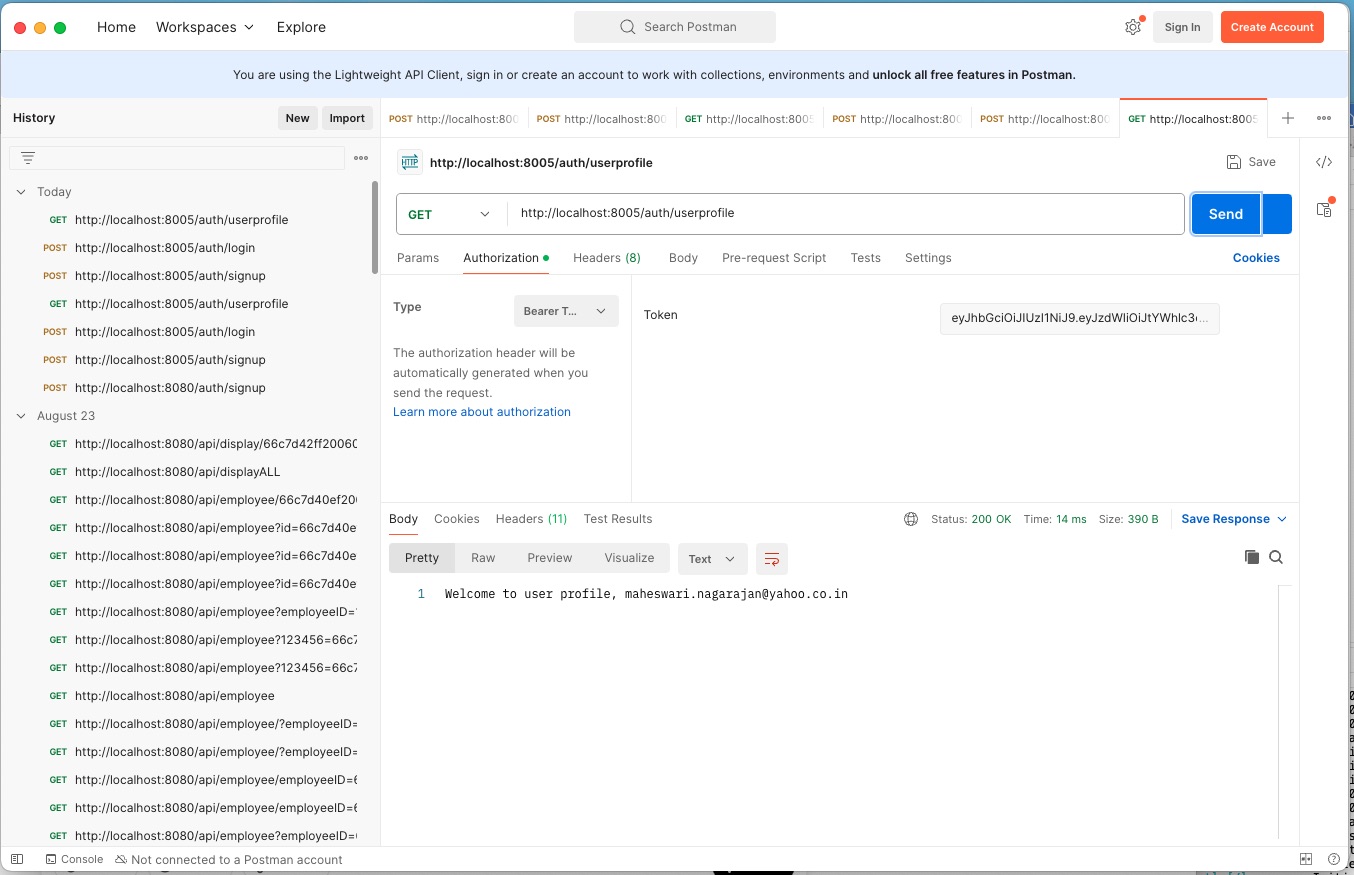 Home Workspaces Explore Search Postman Sign In Create Account
You are using the Lightweight API Client, sign in or create an account to work with collections, environments and unlock all free features in Postman.
History New Import
POST http://localhost:800 POST http://localhost:800 GET http://localhost:8005 POST http://localhost:800 POST http://localhost:800 GET http://localhost:8005
http://localhost:8005/auth/userprofile Save
GET http://localhost:8005/auth/userprofile Send
Params Authorization Headers (8) Body Pre-request Script Tests Settings Cookies
Type Bearer T...
Token eyJhbGciOiJIUzI1NiJ9.eyJzdWIiOiJtYWhlc3...
The authorization header will be
automatically generated when you
send the request.
Learn more about authorization
Today
GET http://localhost:8005/auth/userprofile
POST http://localhost:8005/auth/login
POST http://localhost:8005/auth/signup
GET http://localhost:8005/auth/userprofile
POST http://localhost:8005/auth/login
POST http://localhost:8005/auth/signup
POST http://localhost:8080/auth/signup
August 23
GET http://localhost:8080/api/display/66c7d42ff20060
GET http://localhost:8080/api/displayALL
GET http://localhost:8080/api/employee/66c7d40ef20
GET http://localhost:8080/api/employee?id=66c7d40e
GET http://localhost:8080/api/employee?id=66c7d40e
GET http://localhost:8080/api/employee?id=66c7d40e
GET http://localhost:8080/api/employee?employeeID=
GET http://localhost:8080/api/employee?123456=66c7
GET http://localhost:8080/api/employee?123456=66c7
GET http://localhost:8080/api/employee
GET http://localhost:8080/api/employee/?employeeID=
GET http://localhost:8080/api/employee/?employeeID=
GET http://localhost:8080/api/employee/employeeID=6
GET http://localhost:8080/api/employee/employeeID=6
GET http://localhost:8080/api/employee?employeeID=
Body Cookies Headers (11) Test Results Status: 200 OK Time: 14 ms Size: 390 B Save Response
Pretty Raw Preview Visualize Text
1 Welcome to user profile, maheswari.nagarajan@yahoo.co.in
Console Not connected to a Postman account